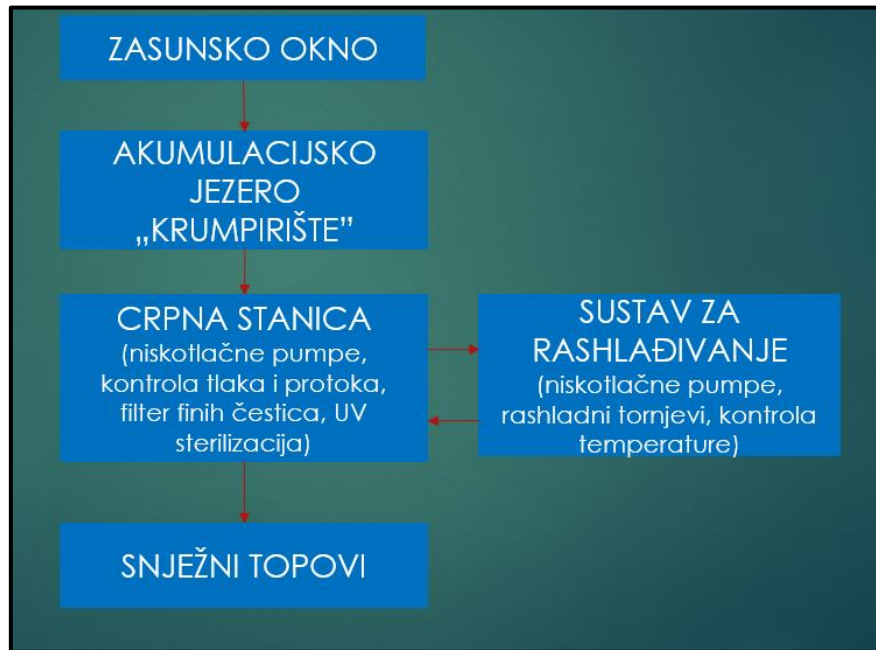 ZASUNSKO OKNO
AKUMULACIJSKO
JEZERO
„KRUMPIRIŠTE”
CRPNA STANICA
(niskotlačne pumpe,
kontrola tlaka i protoka,
filter finih čestica, UV
sterilizacija)
SUSTAV ZA
RASHLAĐIVANJE
(niskotlačne pumpe,
rashladni tornjevi, kontrola
temperature)
SNJEŽNI TOPOVI